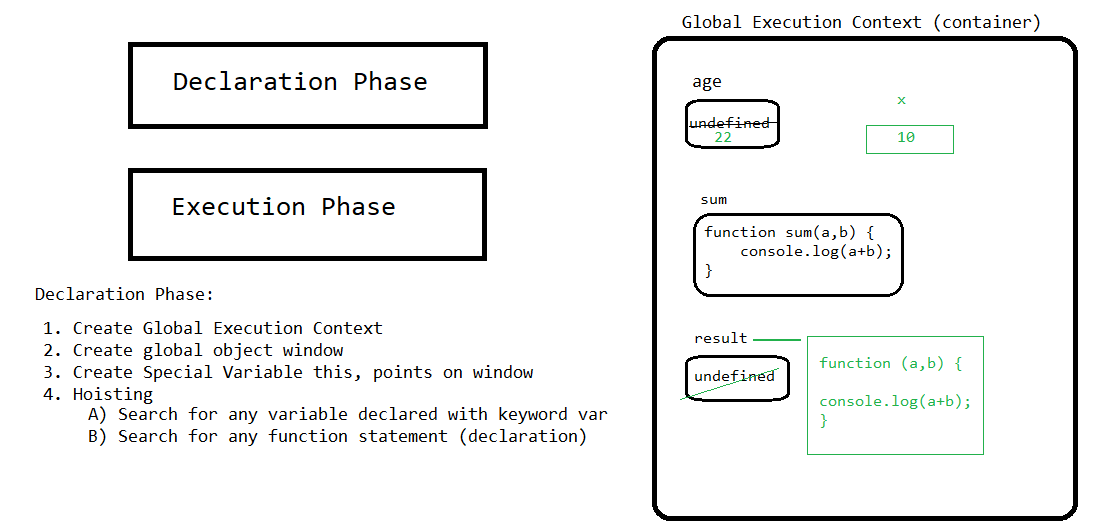 Declaration Phase
Execution Phase
Declaration Phase:
1. Create Global Execution Context
2. Create global object window
3. Create Special Variable this, points on window
4. Hoisting
A) Search for any variable declared with keyword var
B) Search for any function statement (declaration)
Global Execution Context (container)
age
undefined
22
x
10
sum
function sum(a,b) {
console.log(a+b);
}
result
undefined
function (a,b) {
console.log(a+b);
}